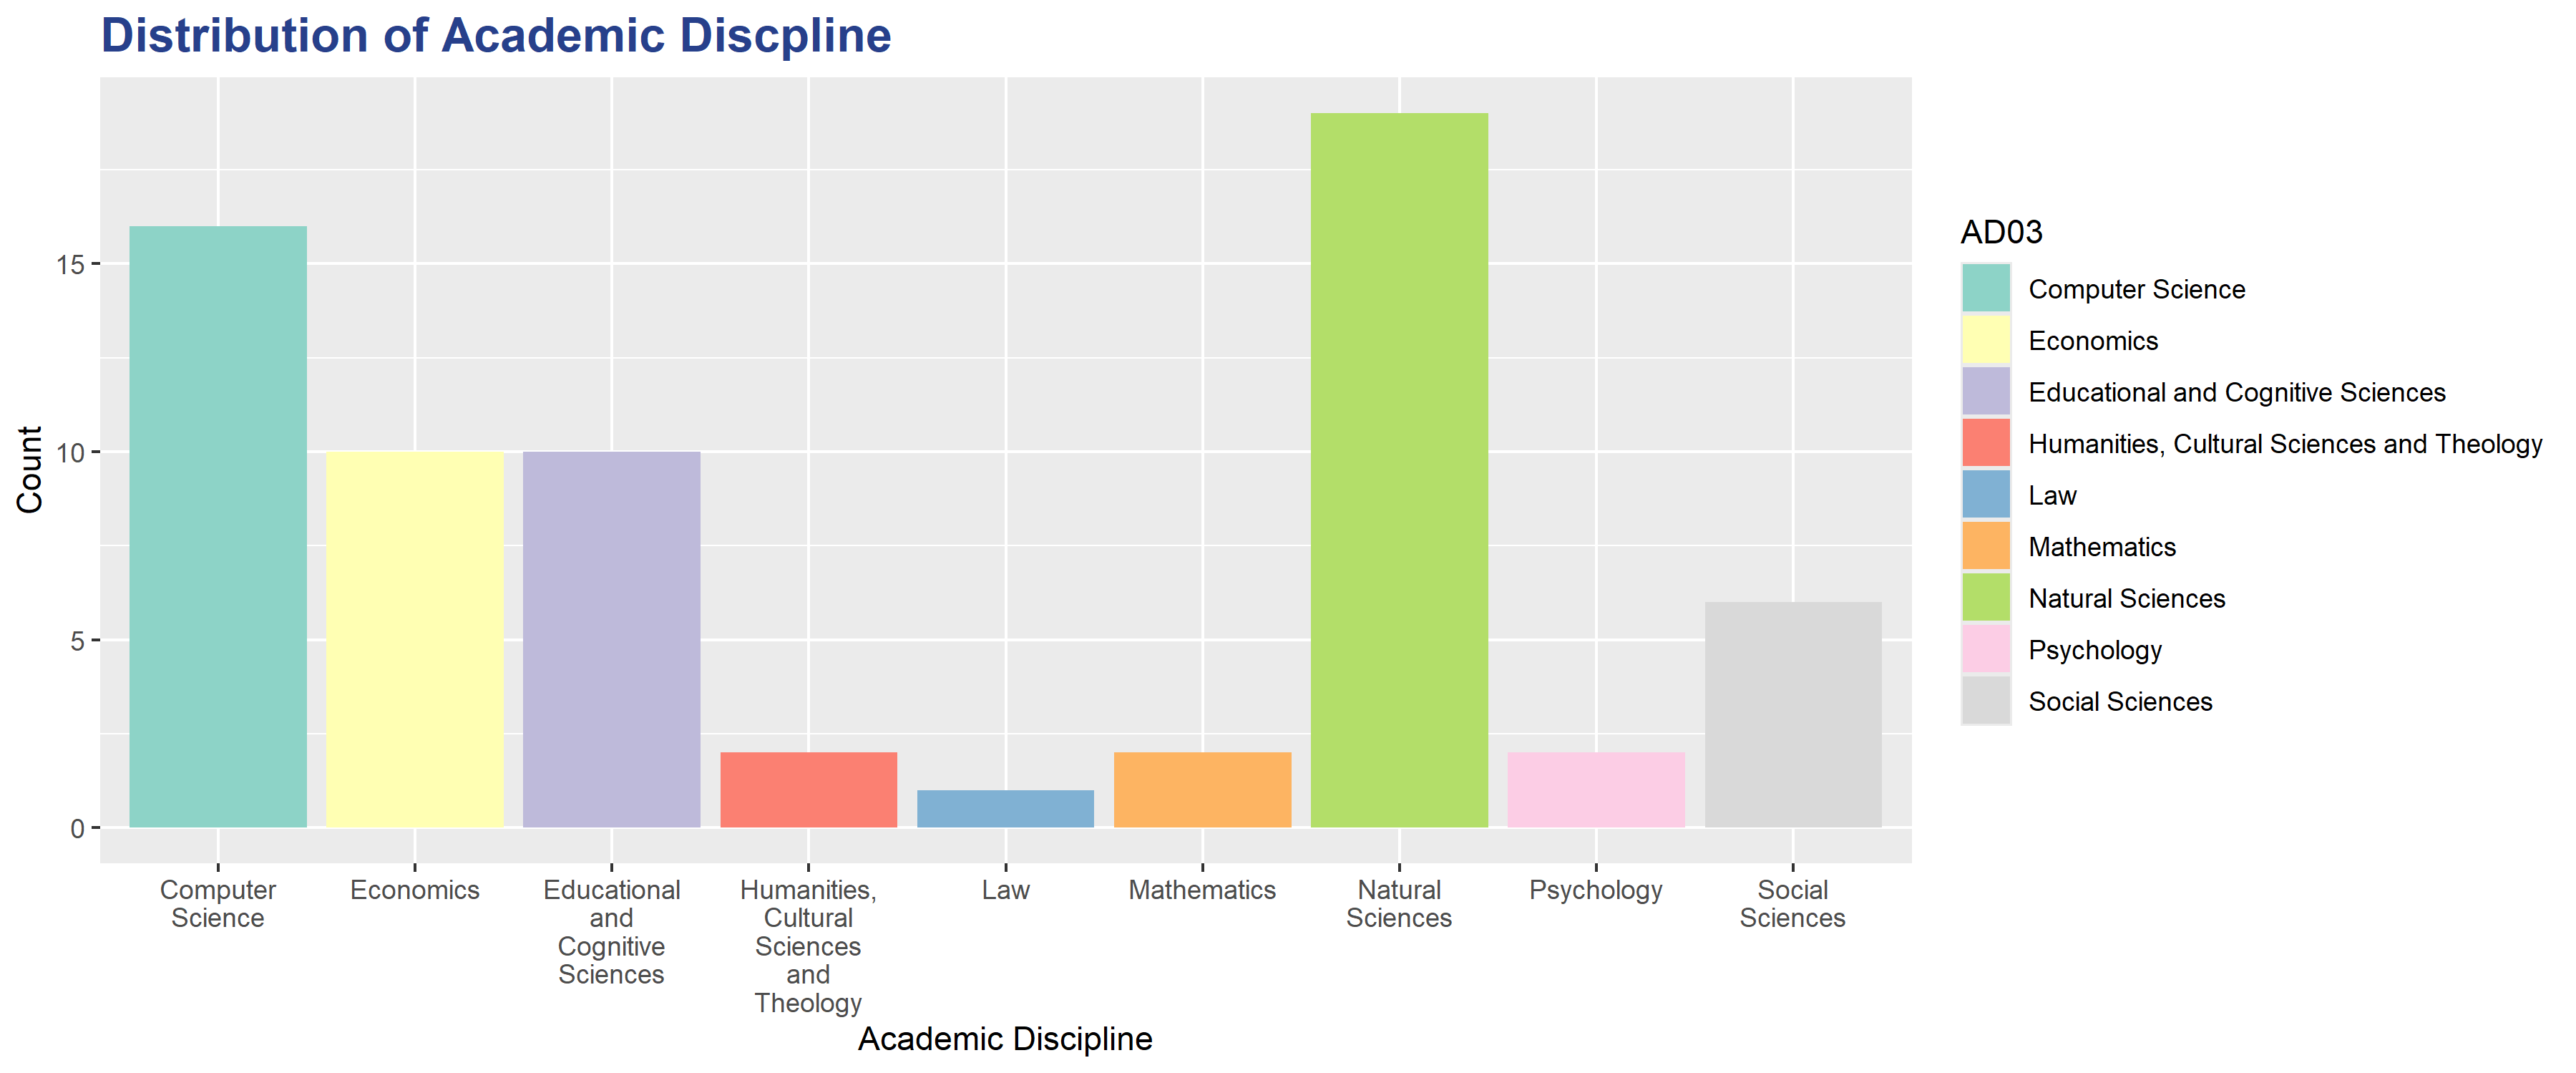 Distribution of Academic Discpline
Count
15
10
5
0
Computer
Science
Economics
Educational
and
Cognitive
Sciences
Humanities,
Cultural
Sciences
and
Theology
Law
Mathematics
Natural
Sciences
Psychology
Social
Sciences
Academic Discipline
AD03
Computer Science
Economics
Educational and Cognitive Sciences
Humanities, Cultural Sciences and Theology
Law
Mathematics
Natural Sciences
Psychology
Social Sciences